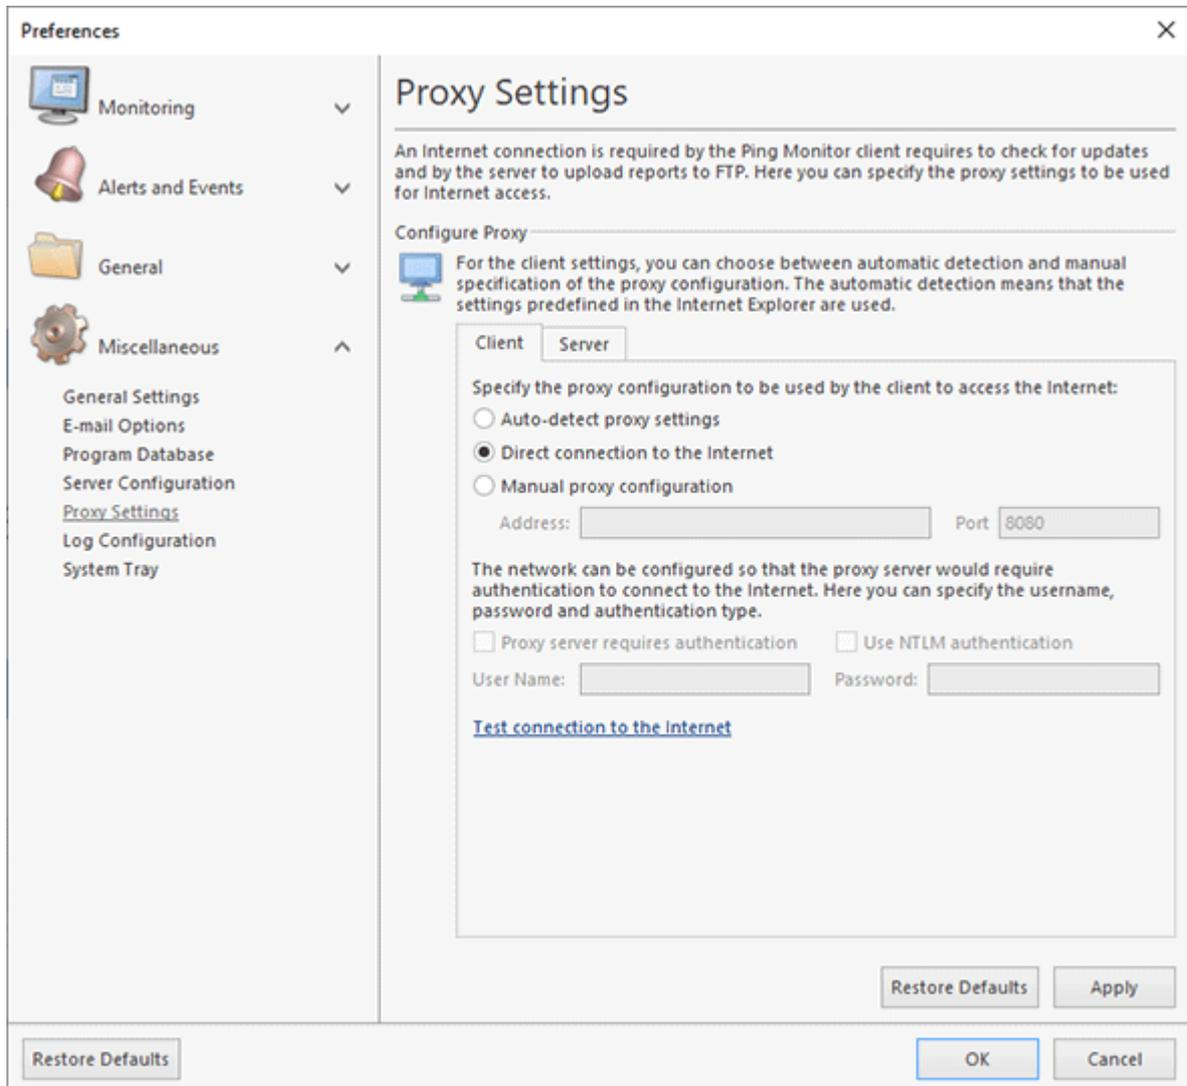 Preferences
Monitoring
Alerts and Events
General
Miscellaneous
General Settings
E-mail Options
Program Database
Server Configuration
Proxy Settings
Log Configuration
System Tray
Proxy Settings
An Internet connection is required by the Ping Monitor client requires to check for updates
and by the server to upload reports to FTP. Here you can specify the proxy settings to be used
for Internet access.
Configure Proxy
For the client settings, you can choose between automatic detection and manual
specification of the proxy configuration. The automatic detection means that the
settings predefined in the Internet Explorer are used.
Client Server
Specify the proxy configuration to be used by the client to access the Internet:
Auto-detect proxy settings
Direct connection to the Internet
Manual proxy configuration
Address: Port 8080
The network can be configured so that the proxy server would require
authentication to connect to the Internet. Here you can specify the username,
password and authentication type.
Proxy server requires authentication Use NTLM authentication
User Name: Password:
Test connection to the Internet
Restore Defaults Apply
Restore Defaults OK Cancel